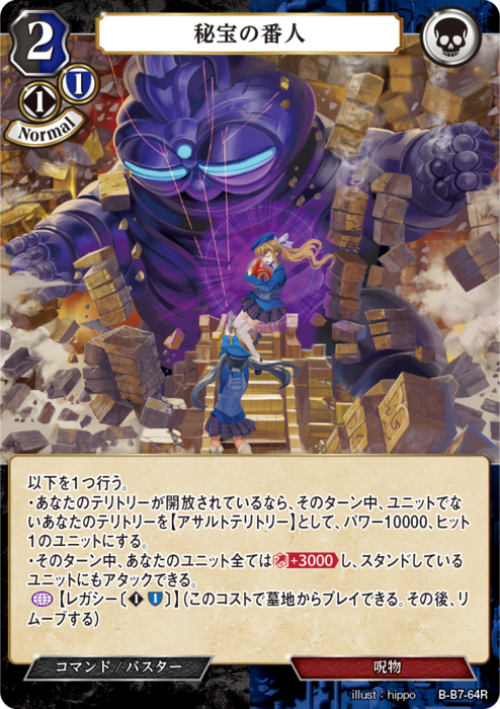 2
秘宝の番人
1
1
Normal
以下を1つ行う。
・あなたのテリトリーが開放されているなら、そのターン中、ユニットでな
いあなたのテリトリーを【アサルトテリトリー】として、パワー10000、ヒット
1のユニットにする。
・そのターン中、あなたのユニット全ては+3000し、スタンドしている
ユニットにもアタックできる。
【レガシー〔1 1〕】(このコストで墓地からプレイできる。その後、リ
ムーブする)
コマンド / バスター
呪物
illust : hippo
B-B7-64R